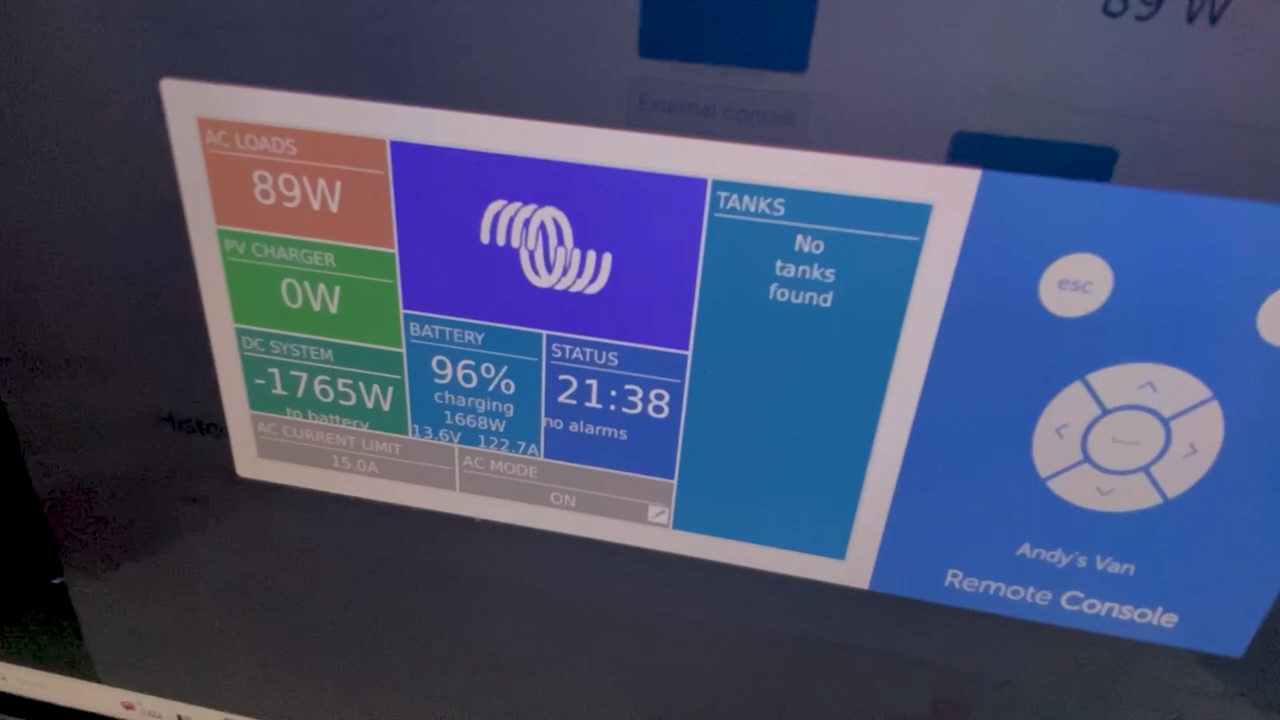 89 W
External control
AC LOADS
89W
PV CHARGER
0W
DC SYSTEM
-1765W
to battery
BATTERY
96%
charging
1668W
13.6V 122.7A
STATUS
21:38
no alarms
AC CURRENT LIMIT
15.0A
AC MODE
ON
TANKS
No
tanks
found
esc
Andy's Van
Remote Console